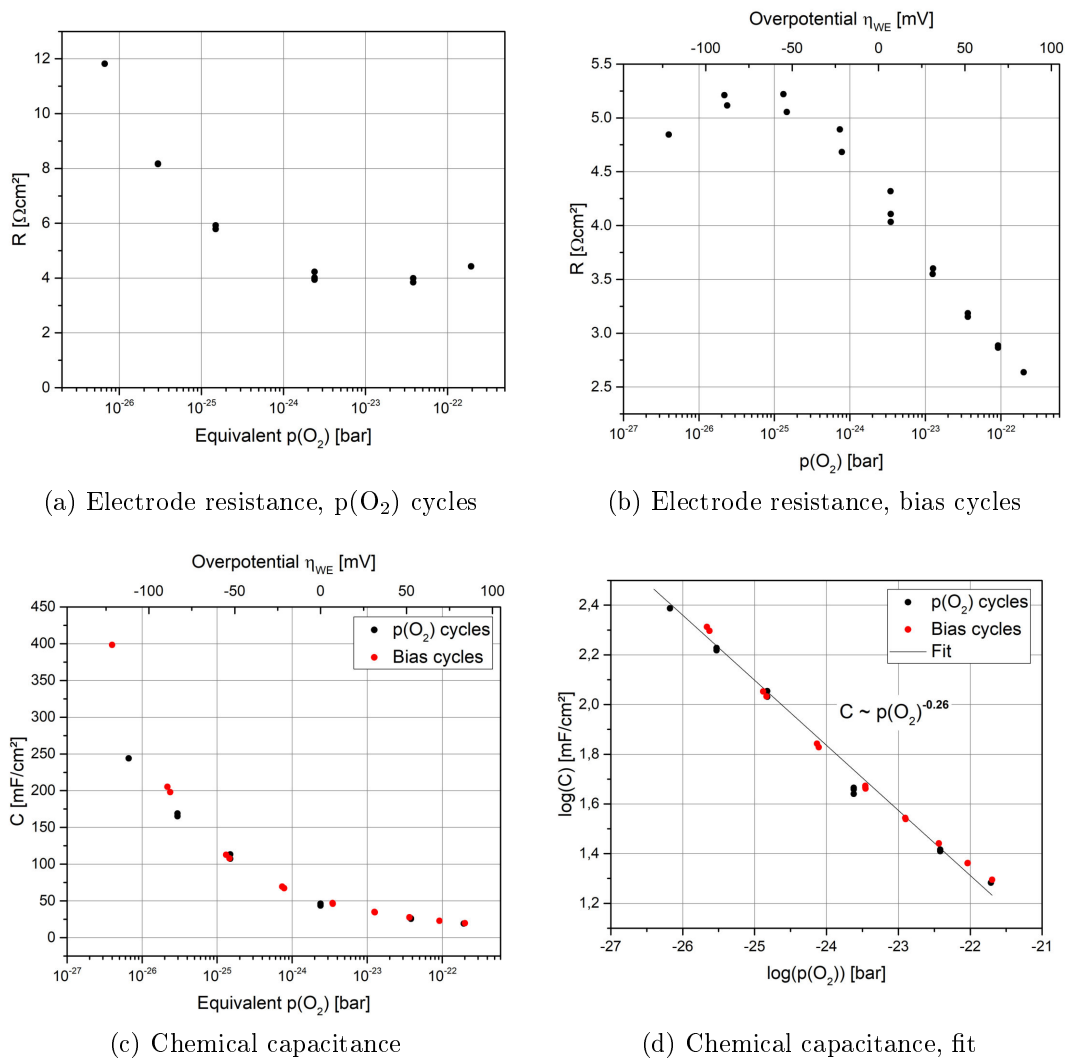 12
10
8
6
4
2
0
R [Ωcm²]
10⁻²⁶ 10⁻²⁵ 10⁻²⁴ 10⁻²³ 10⁻²²
Equivalent p(O₂) [bar]
(a) Electrode resistance, p(O₂) cycles
Overpotential η_WE [mV]
-100 -50 0 50 100
5.5
5.0
4.5
4.0
3.5
3.0
2.5
R [Ωcm²]
10⁻²⁷ 10⁻²⁶ 10⁻²⁵ 10⁻²⁴ 10⁻²³ 10⁻²²
p(O₂) [bar]
(b) Electrode resistance, bias cycles
Overpotential η_WE [mV]
-100 -50 0 50 100
450
400
350
300
250
200
150
100
50
0
C [mF/cm²]
p(O₂) cycles
Bias cycles
10⁻²⁷ 10⁻²⁶ 10⁻²⁵ 10⁻²⁴ 10⁻²³ 10⁻²²
Equivalent p(O₂) [bar]
(c) Chemical capacitance
2,4
2,2
2,0
1,8
1,6
1,4
1,2
log(C) [mF/cm²]
p(O₂) cycles
Bias cycles
Fit
C ~ p(O₂)⁻⁰·²⁶
-27 -26 -25 -24 -23 -22 -21
log(p(O₂)) [bar]
(d) Chemical capacitance, fit